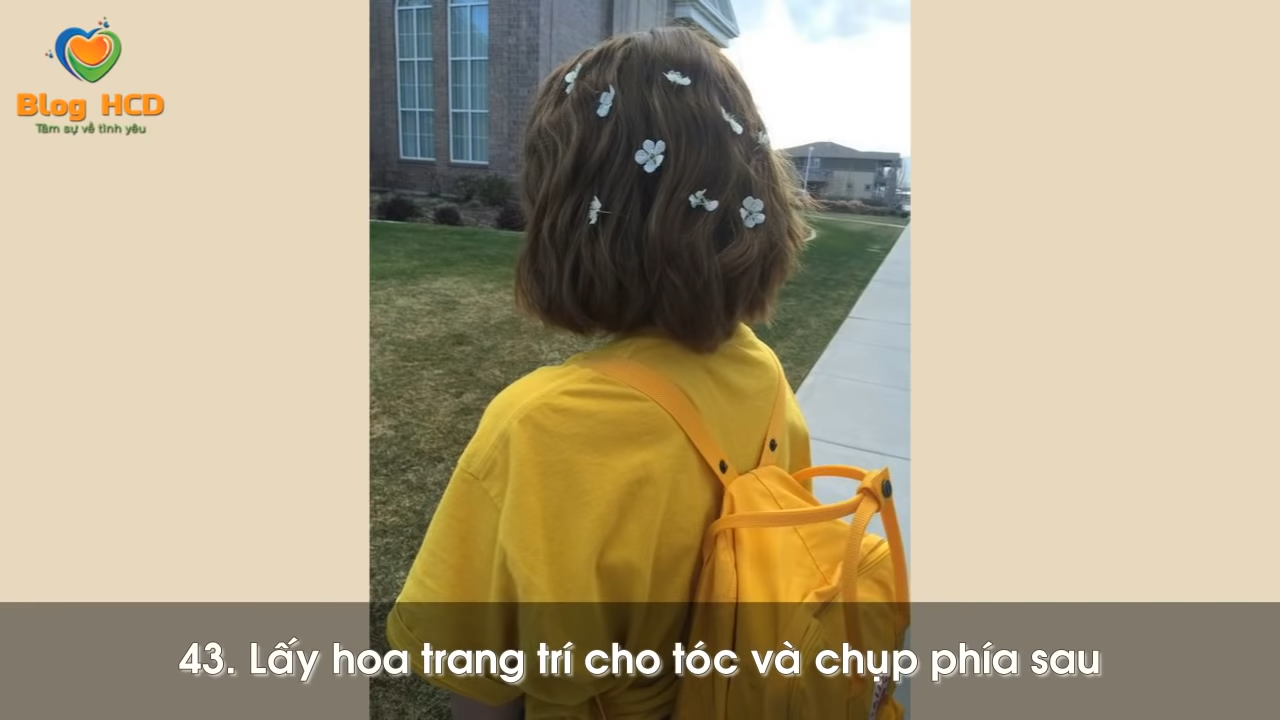 Blog HCD
Tâm sự về tình yêu
43. Lấy hoa trang trí cho tóc và chụp phía sau